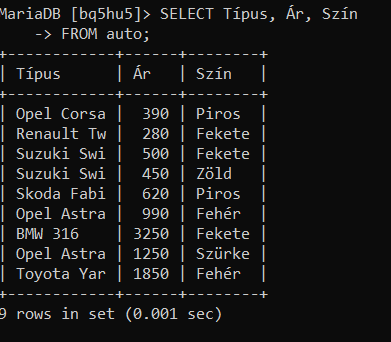 MariaDB [bq5hu5]> SELECT Típus, Ár, Szín
    -> FROM auto;
+------------+------+--------+
| Típus      | Ár   | Szín   |
+------------+------+--------+
| Opel Corsa |  390 | Piros  |
| Renault Tw |  280 | Fekete |
| Suzuki Swi |  500 | Fekete |
| Suzuki Swi |  450 | Zöld   |
| Skoda Fabi |  620 | Piros  |
| Opel Astra |  990 | Fehér  |
| BMW 316    | 3250 | Fekete |
| Opel Astra | 1250 | Szürke |
| Toyota Yar | 1850 | Fehér  |
+------------+------+--------+
9 rows in set (0.001 sec)